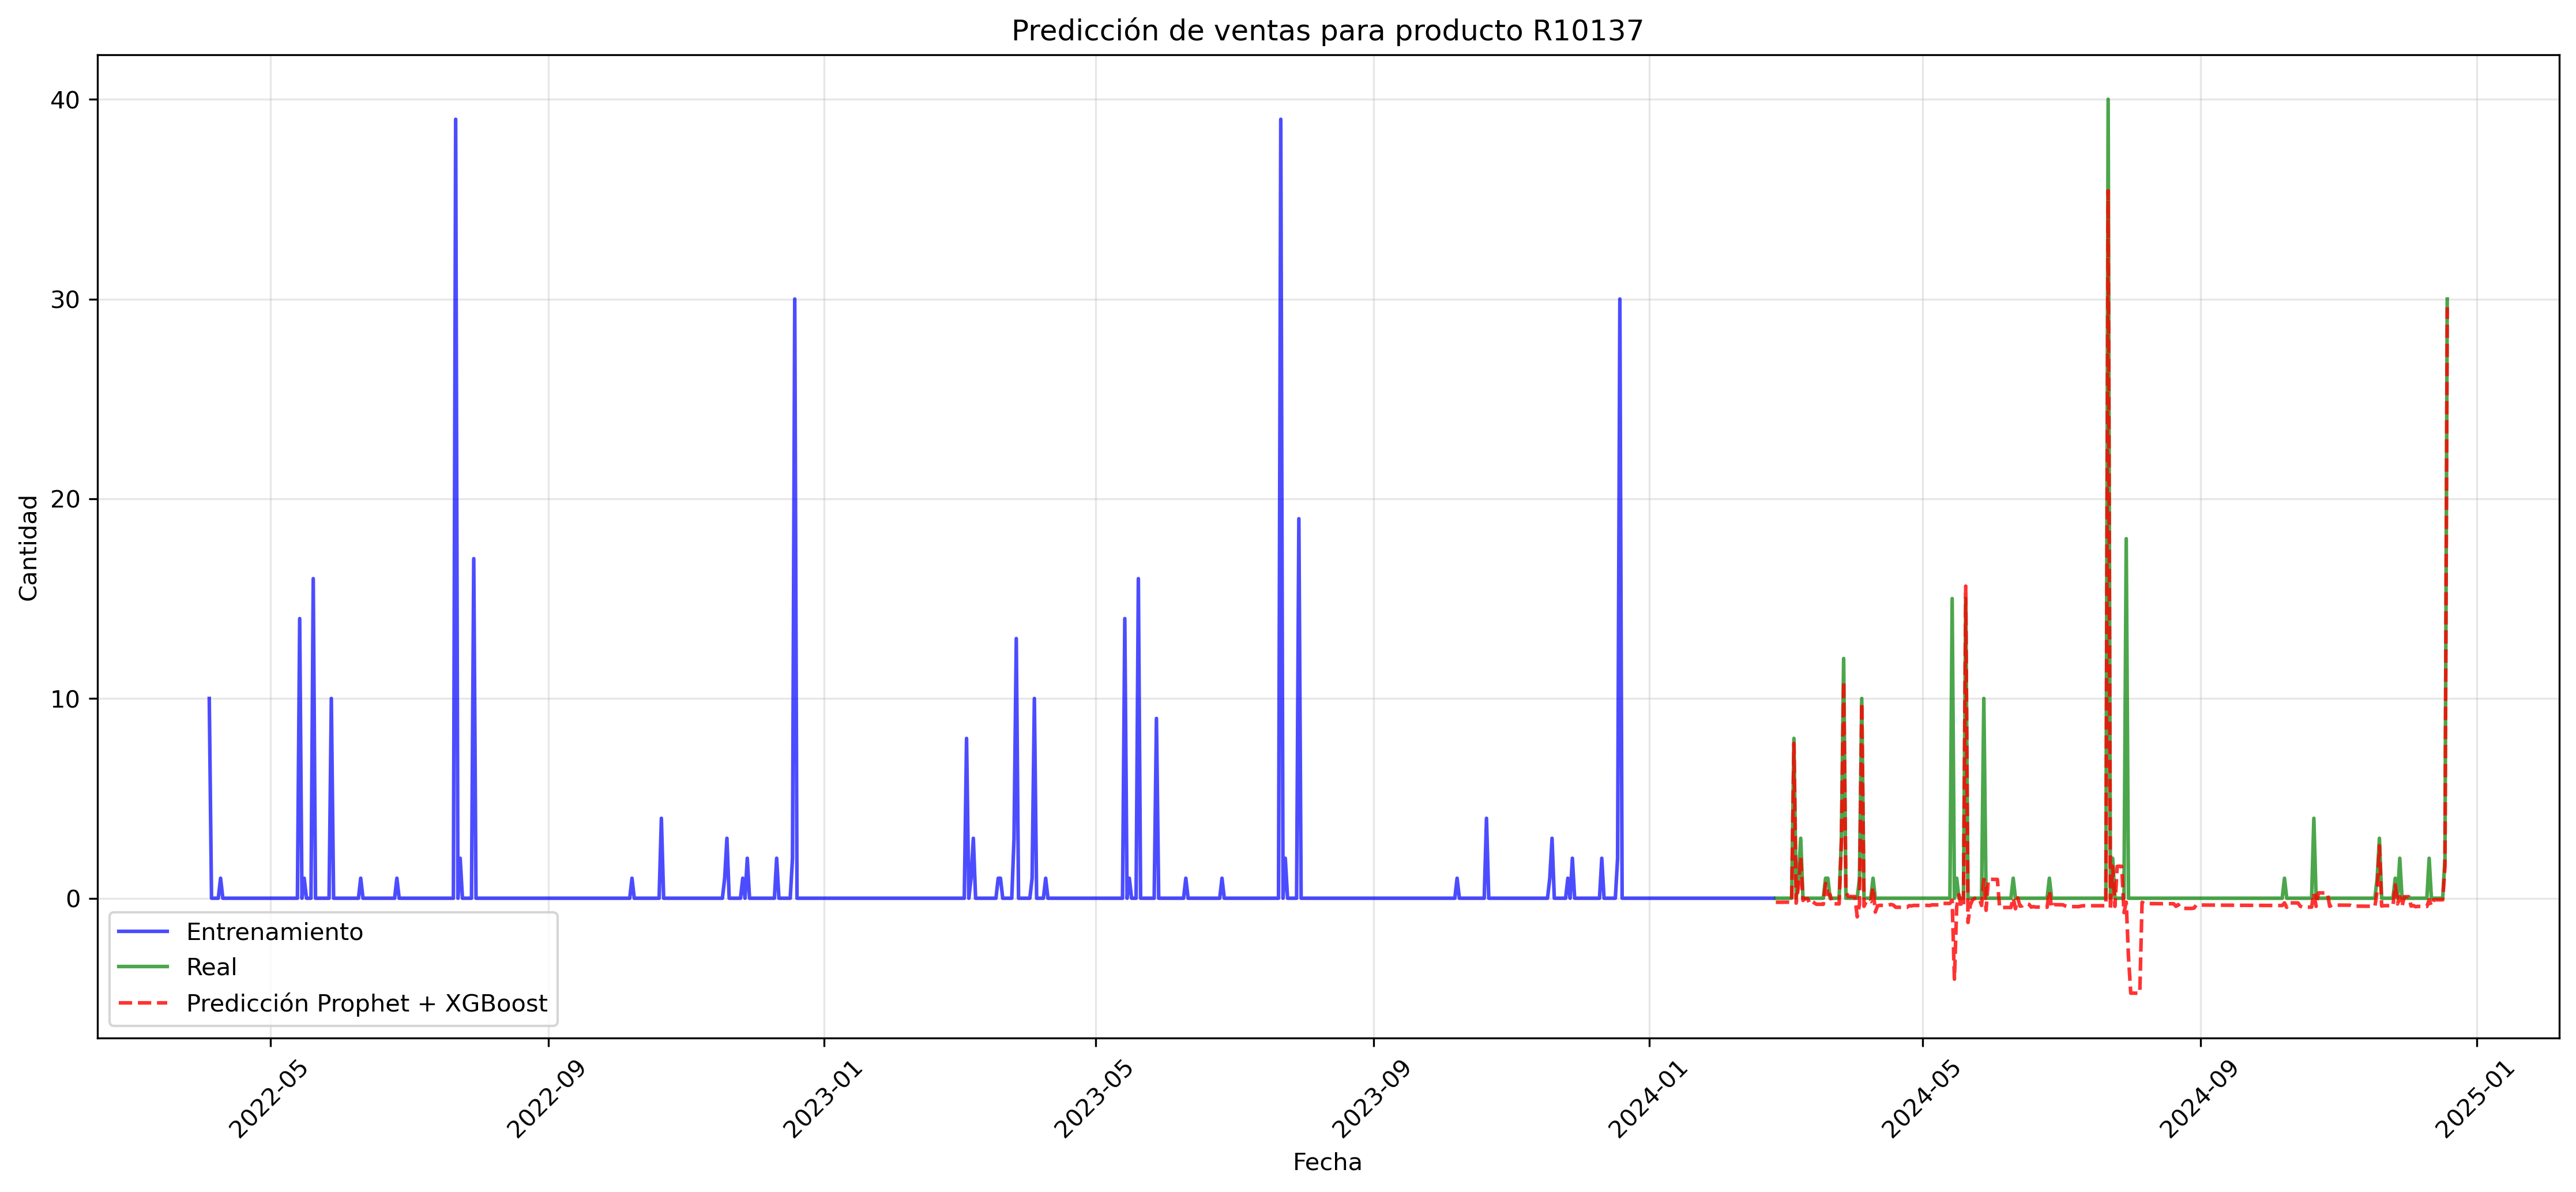 Predicción de ventas para producto R10137
Cantidad
40
30
20
10
0
Entrenamiento
Real
Predicción Prophet + XGBoost
2022-05
2022-09
2023-01
2023-05
2023-09
2024-01
2024-05
2024-09
2025-01
Fecha